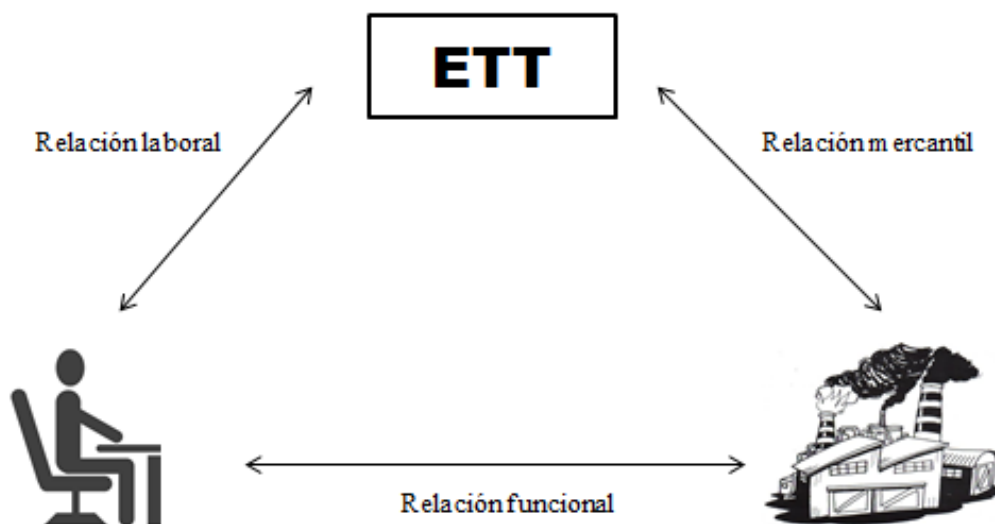 ETT
Relación laboral
Relación mercantil
Relación funcional